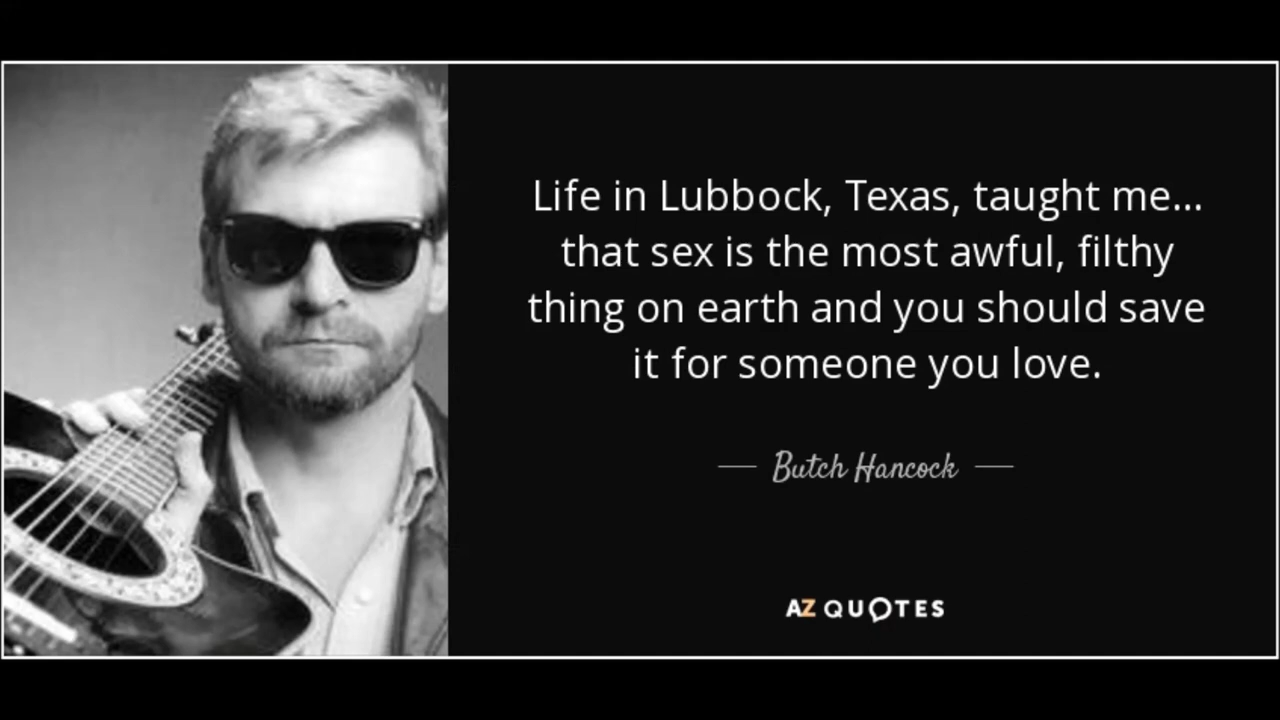 Life in Lubbock, Texas, taught me...
that sex is the most awful, filthy
thing on earth and you should save
it for someone you love.
Butch Hancock
AZ QUOTES